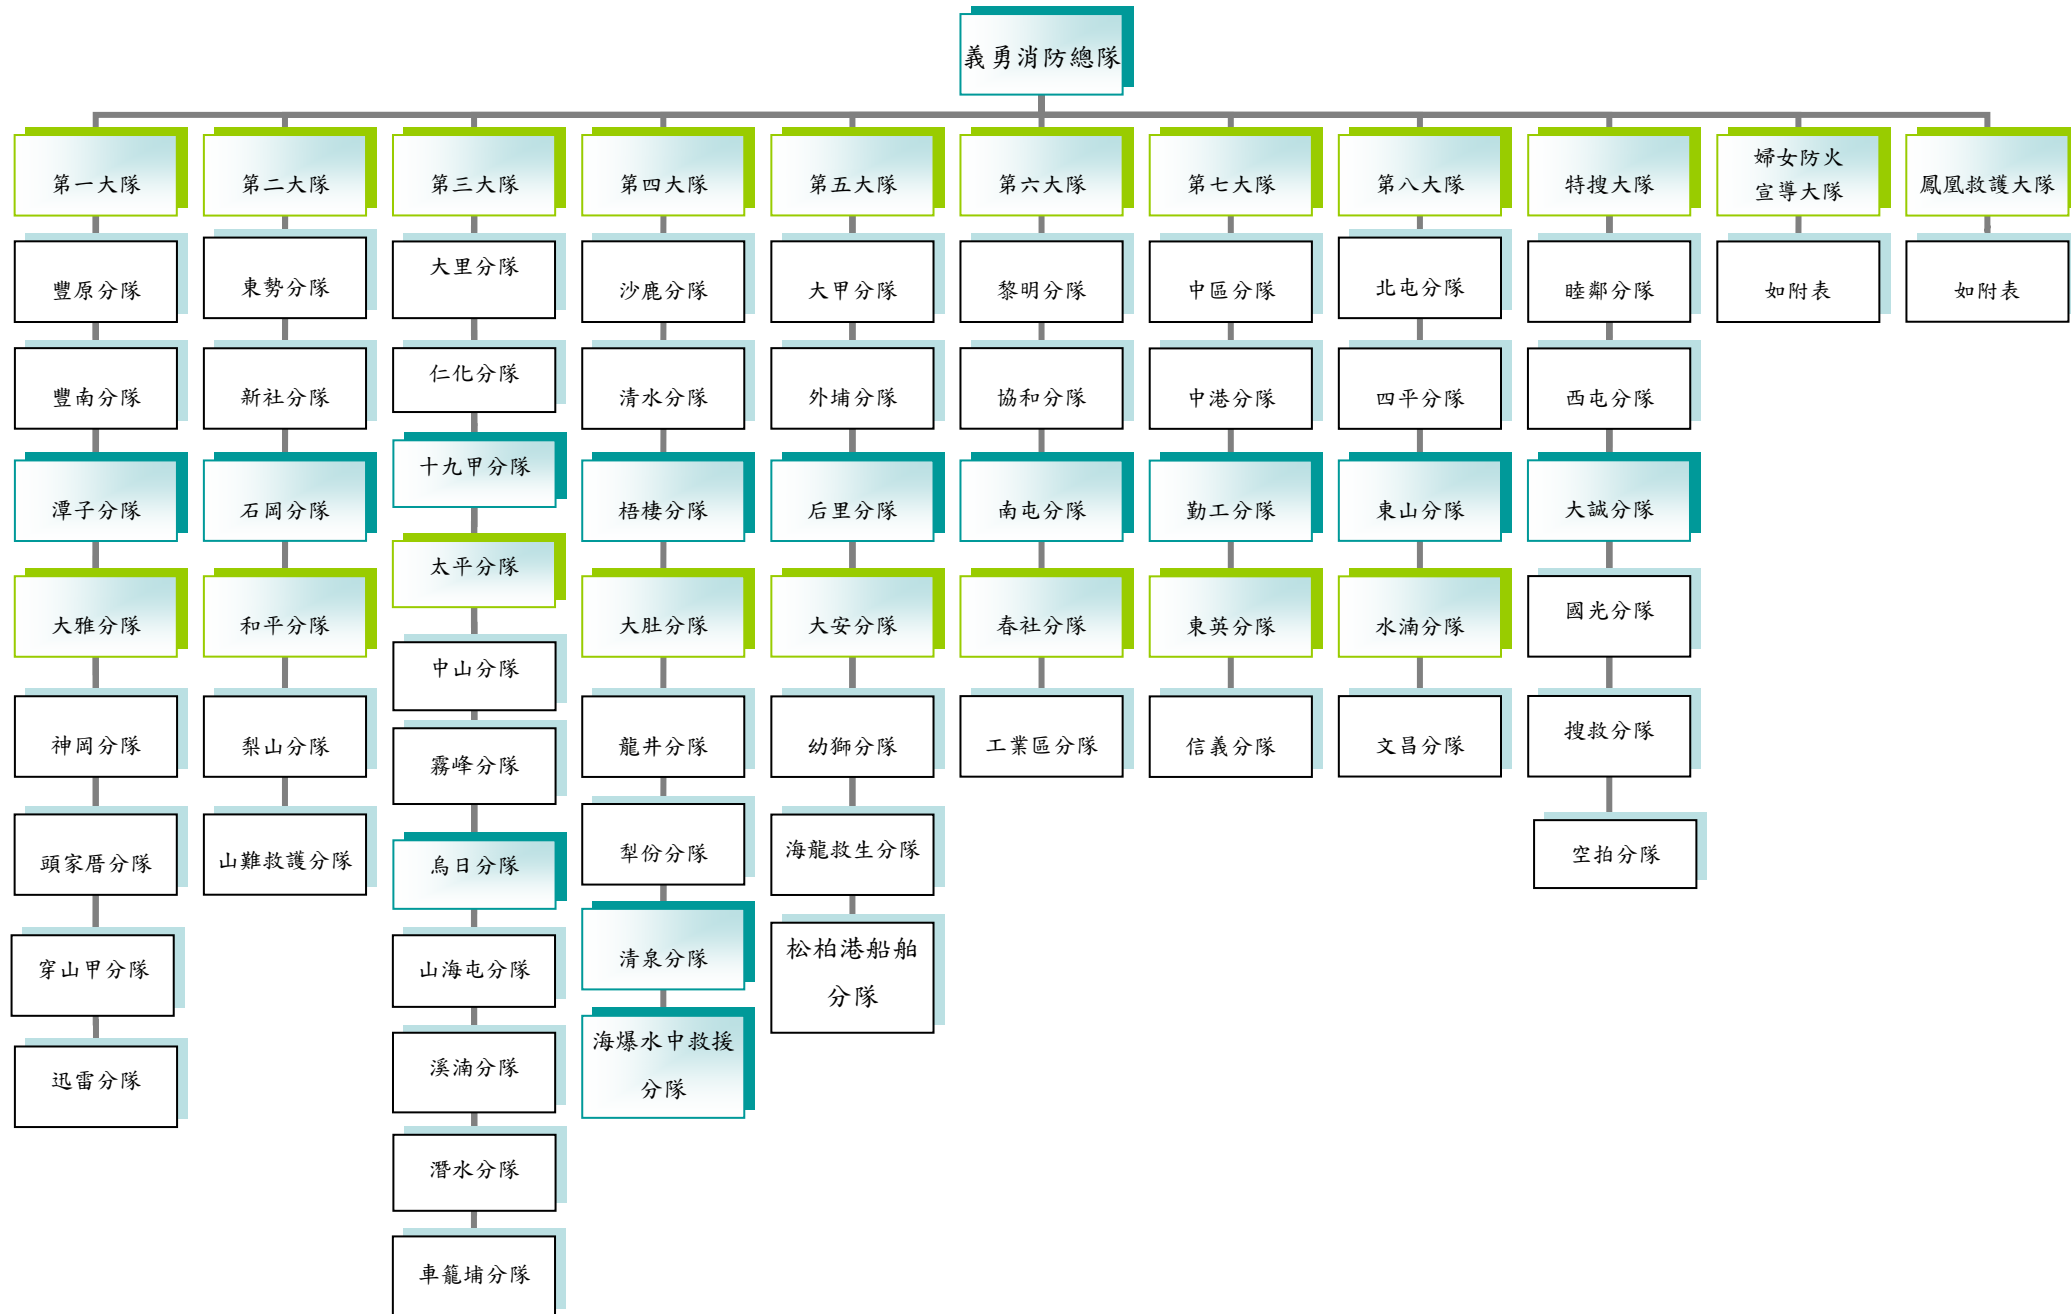 義勇消防總隊
第一大隊
豐原分隊
豐南分隊
潭子分隊
大雅分隊
神岡分隊
頭家厝分隊
穿山甲分隊
迅雷分隊
第二大隊
東勢分隊
新社分隊
石岡分隊
和平分隊
梨山分隊
山難救護分隊
第三大隊
大里分隊
仁化分隊
十九甲分隊
太平分隊
中山分隊
霧峰分隊
烏日分隊
山海屯分隊
溪湳分隊
潛水分隊
車籠埔分隊
第四大隊
沙鹿分隊
清水分隊
梧棲分隊
大肚分隊
龍井分隊
犁份分隊
清泉分隊
海爆水中救援
分隊
第五大隊
大甲分隊
外埔分隊
后里分隊
大安分隊
幼獅分隊
海龍救生分隊
松柏港船舶
分隊
第六大隊
黎明分隊
協和分隊
南屯分隊
春社分隊
工業區分隊
第七大隊
中區分隊
中港分隊
勤工分隊
東英分隊
信義分隊
第八大隊
北屯分隊
四平分隊
東山分隊
水湳分隊
文昌分隊
特搜大隊
睦鄰分隊
西屯分隊
大誠分隊
國光分隊
搜救分隊
空拍分隊
婦女防火
宣導大隊
如附表
鳳凰救護大隊
如附表